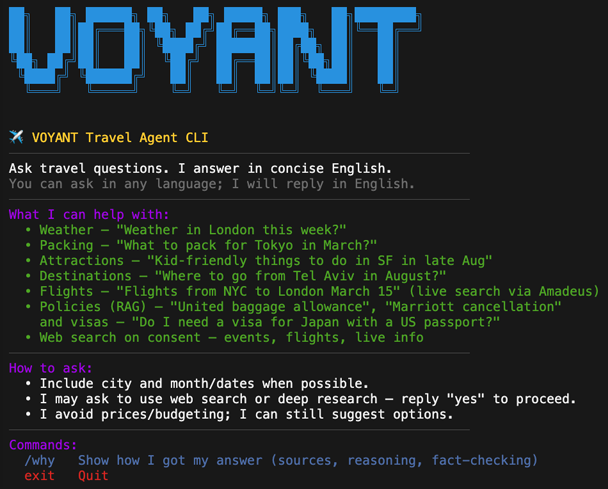 VOYANT
✈️ VOYANT Travel Agent CLI
Ask travel questions. I answer in concise English.
You can ask in any language; I will reply in English.
What I can help with:
• Weather — "Weather in London this week?"
• Packing — "What to pack for Tokyo in March?"
• Attractions — "Kid-friendly things to do in SF in late Aug"
• Destinations — "Where to go from Tel Aviv in August?"
• Flights — "Flights from NYC to London March 15" (live search via Amadeus)
• Policies (RAG) — "United baggage allowance", "Marriott cancellation"
and visas — "Do I need a visa for Japan with a US passport?"
• Web search on consent — events, flights, live info
How to ask:
• Include city and month/dates when possible.
• I may ask to use web search or deep research — reply "yes" to proceed.
• I avoid prices/budgeting; I can still suggest options.
Commands:
/why Show how I got my answer (sources, reasoning, fact-checking)
exit Quit